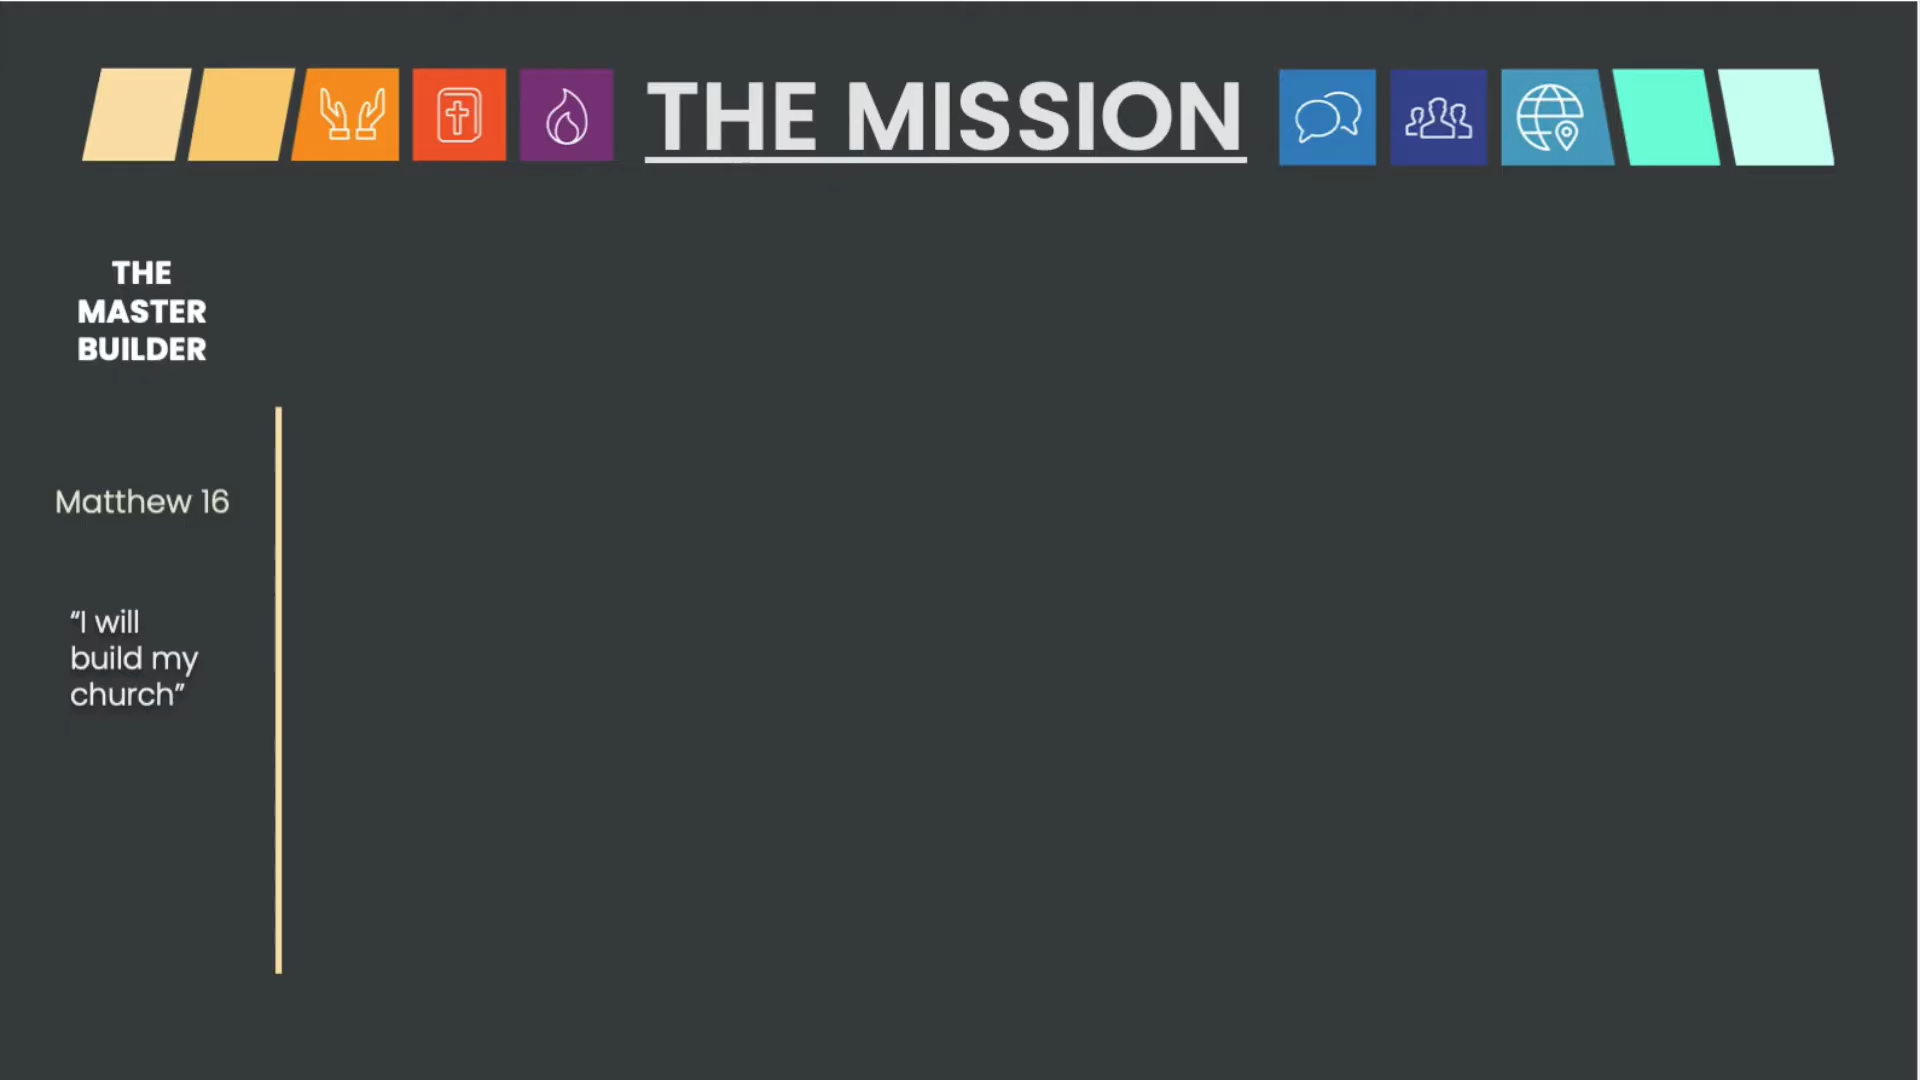 THE MISSION
THE
MASTER
BUILDER
Matthew 16
“I will
build my
church”